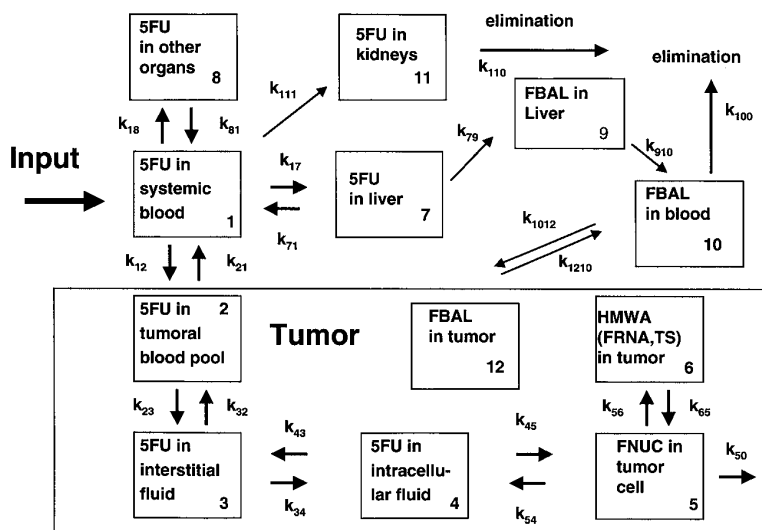 5FU
in other
organs
8
5FU
in
kidneys
11
elimination
k110
elimination
k111
FBAL in
Liver
9
k18
k81
k79
k100
Input
5FU in
systemic
blood
1
k17
k71
5FU
in liver
7
k910
FBAL
in blood
10
k1012
k1210
k12
k21
5FU in
tumoral
blood pool
2
Tumor
FBAL
in tumor
12
HMWA
(FRNA,TS)
in tumor
6
k23
k32
k43
k45
k56
k65
5FU in
interstitial
fluid
3
k34
5FU in
intracellu-
lar fluid
4
k54
FNUC in
tumor
cell
5
k50